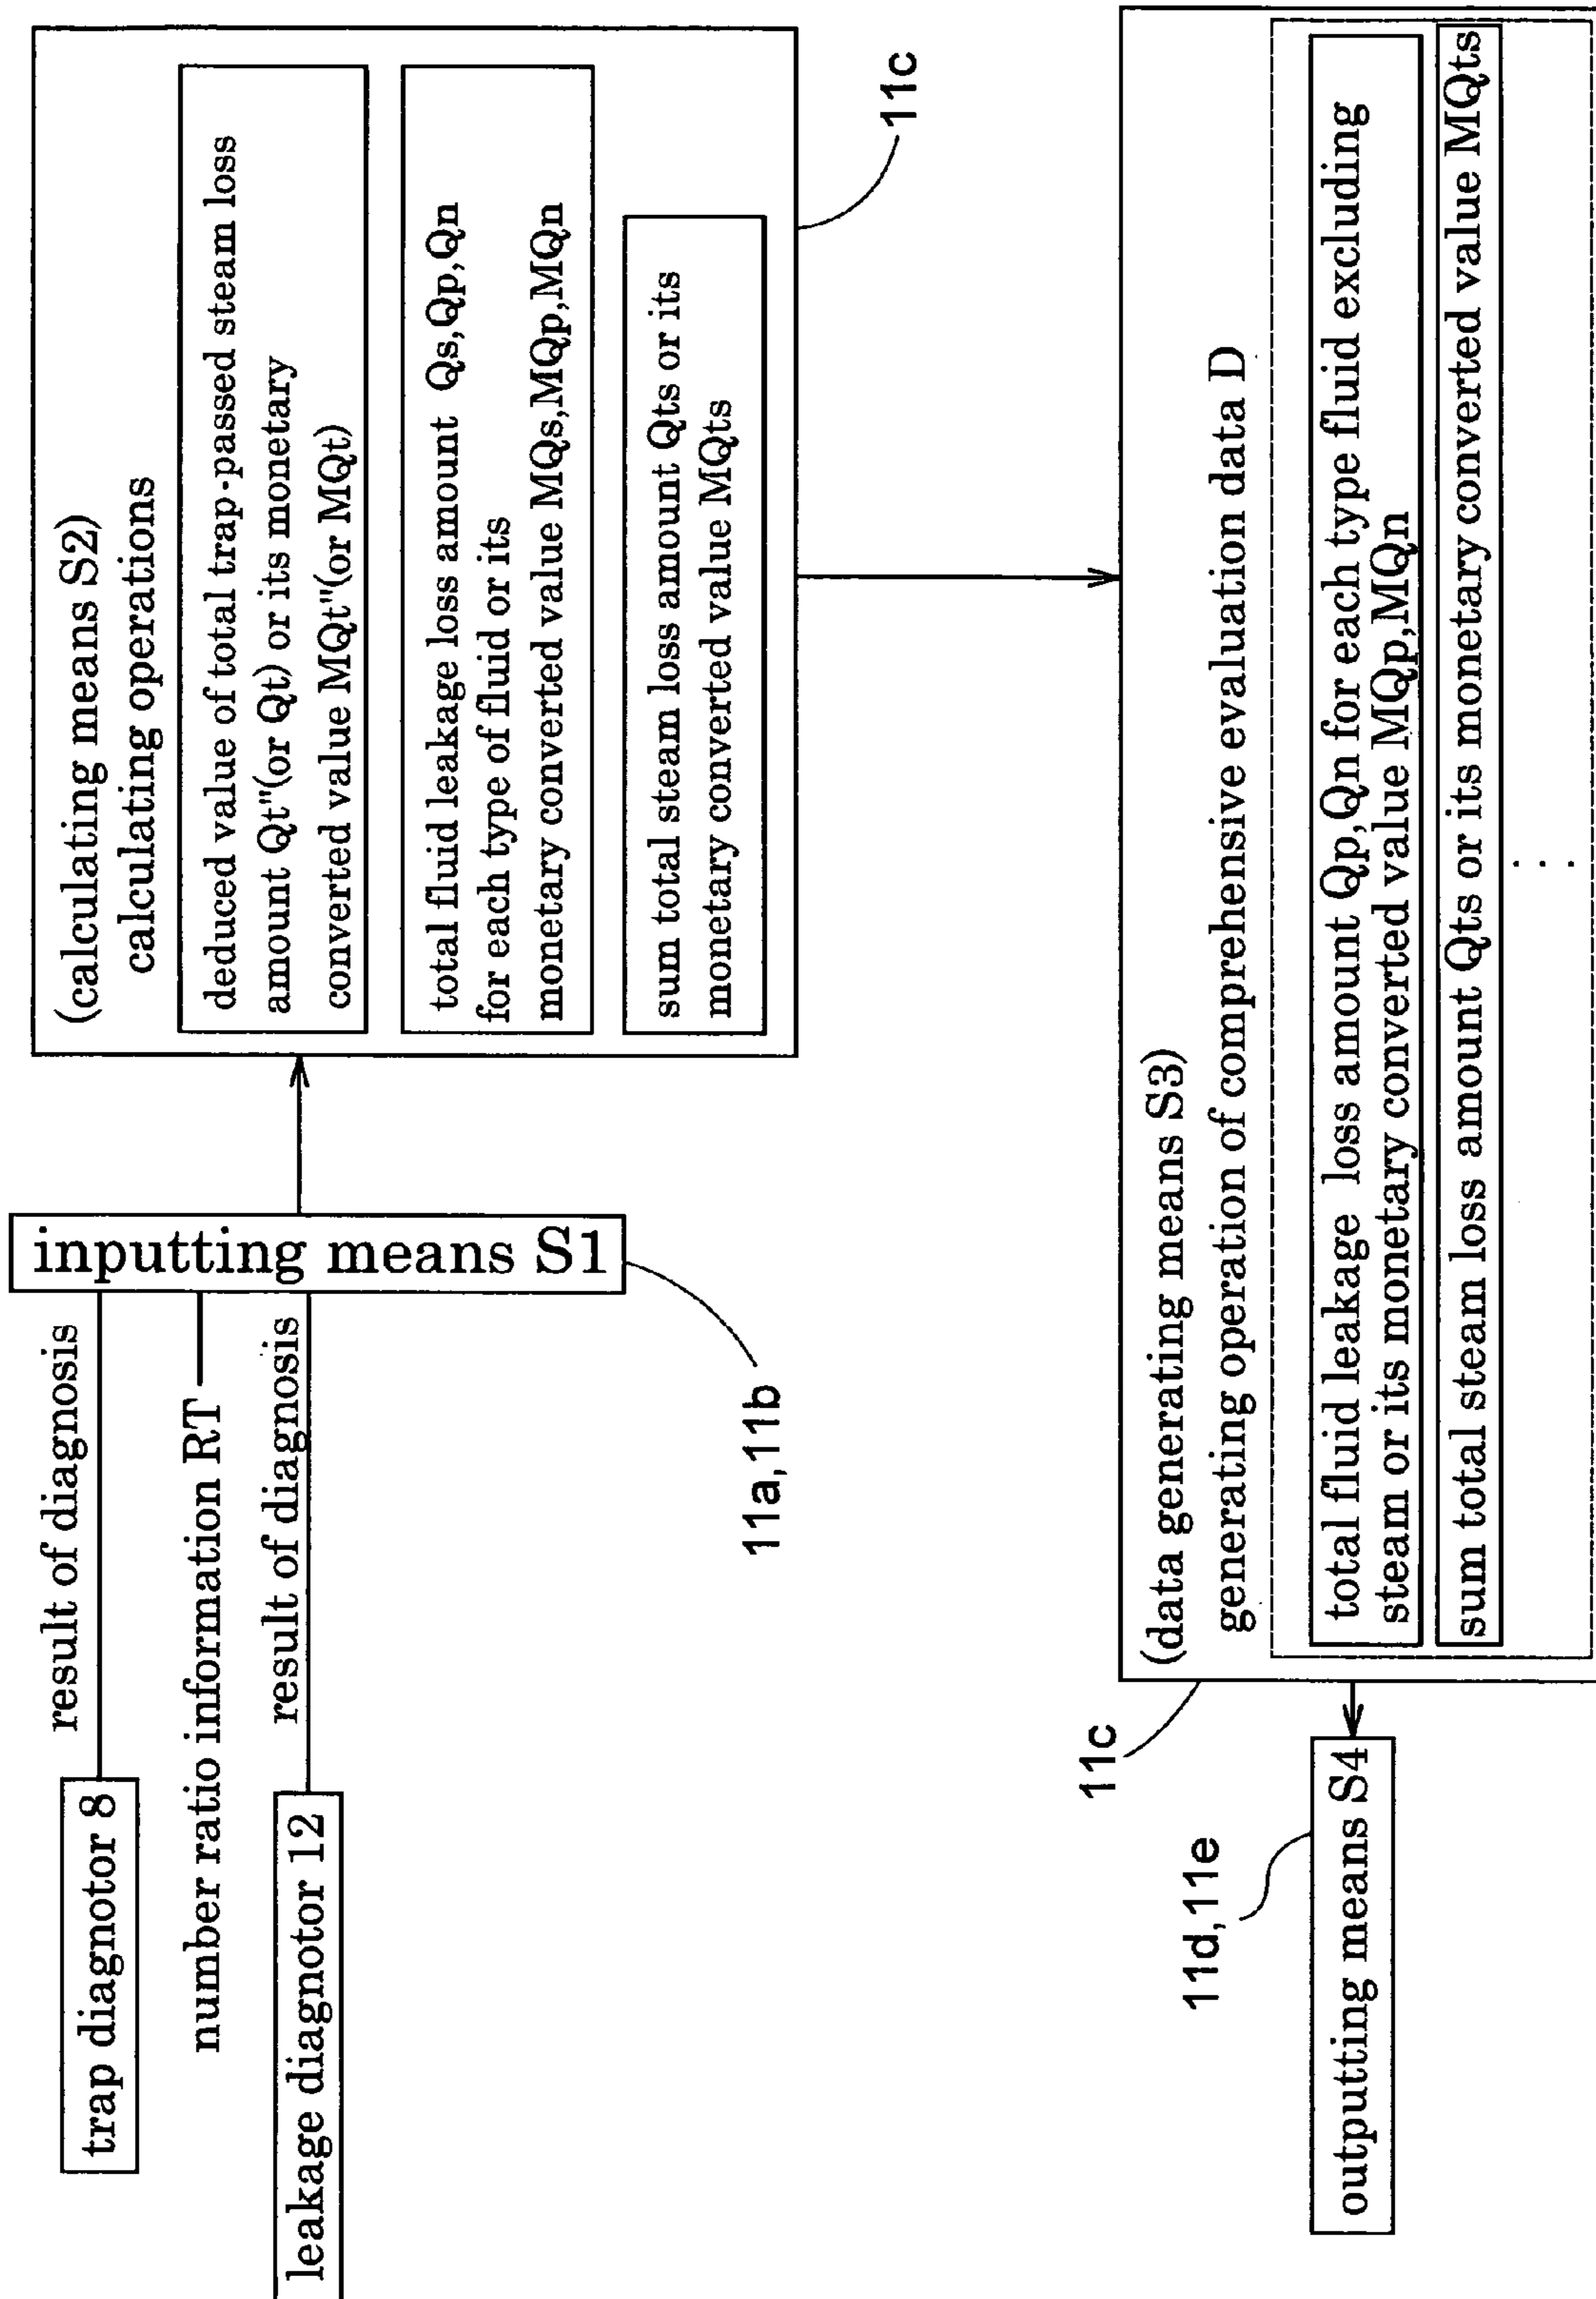 trap diagnotor 8
result of diagnosis
number ratio information RT
leakage diagnotor 12
result of diagnosis
inputting means S1
11a,11b
(calculating means S2)
calculating operations
deduced value of total trap-passed steam loss
amount Qt"(or Qt) or its monetary
converted value MQt"(or MQt)
total fluid leakage loss amount Qs,Qp,Qn
for each type of fluid or its
monetary converted value MQs,MQp,MQn
sum total steam loss amount Qts or its
monetary converted value MQts
11c
11c
(data generating means S3)
generating operation of comprehensive evaluation data D
total fluid leakage loss amount Qp,Qn for each type fluid excluding
steam or its monetary converted value MQp,MQn
sum total steam loss amount Qts or its monetary converted value MQts
...
11d,11e
outputting means S4